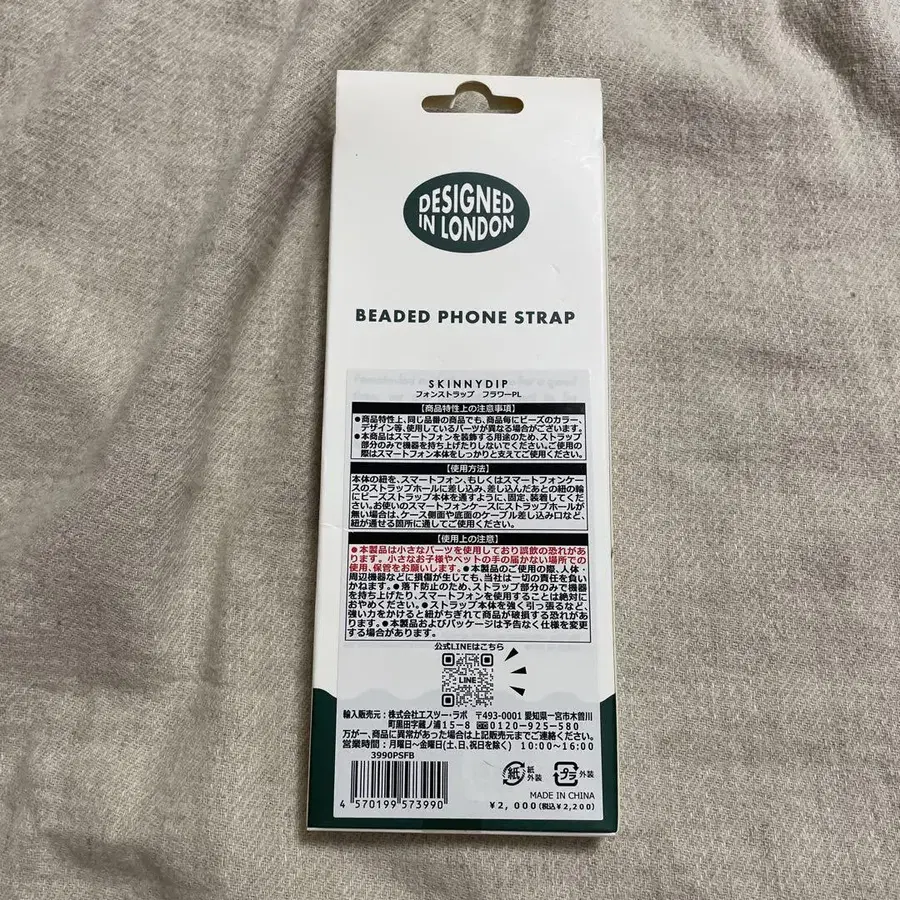 DESIGNED
IN LONDON
BEADED PHONE STRAP
SKINNYDIP
フォンストラップ　フラワーPL
【商品特性上の注意事項】
●商品特性上、同じ品番の商品でも、商品毎にビーズのカラー、
デザイン等、使用しているパーツが異なる場合がございます。
●本商品はスマートフォンを装飾する用途のため、ストラップ
部分のみで機器を持ち上げたりしないでください。ご使用の
際はスマートフォン本体をしっかりと支えてご使用ください。
【使用方法】
本体の紐を、スマートフォン、もしくはスマートフォンケー
スのストラップホールに差し込み、差し込んだあとの紐の輪
にビーズストラップ本体を通すように、固定、装着してくだ
さい。お使いのスマートフォンケースにストラップホールが
無い場合は、ケース側面や底面のケーブル差し込み口など、
紐が通せる箇所に通してご使用ください。
【使用上の注意】
●本製品は小さなパーツを使用しており誤飲の恐れがあ
ります。小さなお子様やペットの手の届かない場所での
使用、保管をお願いします。●本製品のご使用の際、人体・
周辺機器などに損傷が生じても、当社は一切の責任を負い
かねます。●落下防止のため、ストラップ部分のみで機器
を持ち上げたり、スマートフォンを使用することは絶対に
おやめください。●ストラップ本体を強く引っ張るなど、
強い力をかけると紐がちぎれて商品が破損する恐れがあ
ります。●本製品およびパッケージは予告なく仕様を変更
する場合があります。
公式LINEはこちら
LINE
輸入販売元：株式会社エスツー・ラボ　〒493-0001 愛知県一宮市木曽川
町黒田字錦ノ浦15-8 0120-925-580
万が一、商品に異常があった場合は上記販売元までご連絡ください。
営業時間：月曜日〜金曜日(土、日、祝日を除く) 10:00〜16:00
3990PSFB
紙 紙外装 プラ 外装
MADE IN CHINA
4 570199 573990
¥2,000(税込¥2,200)